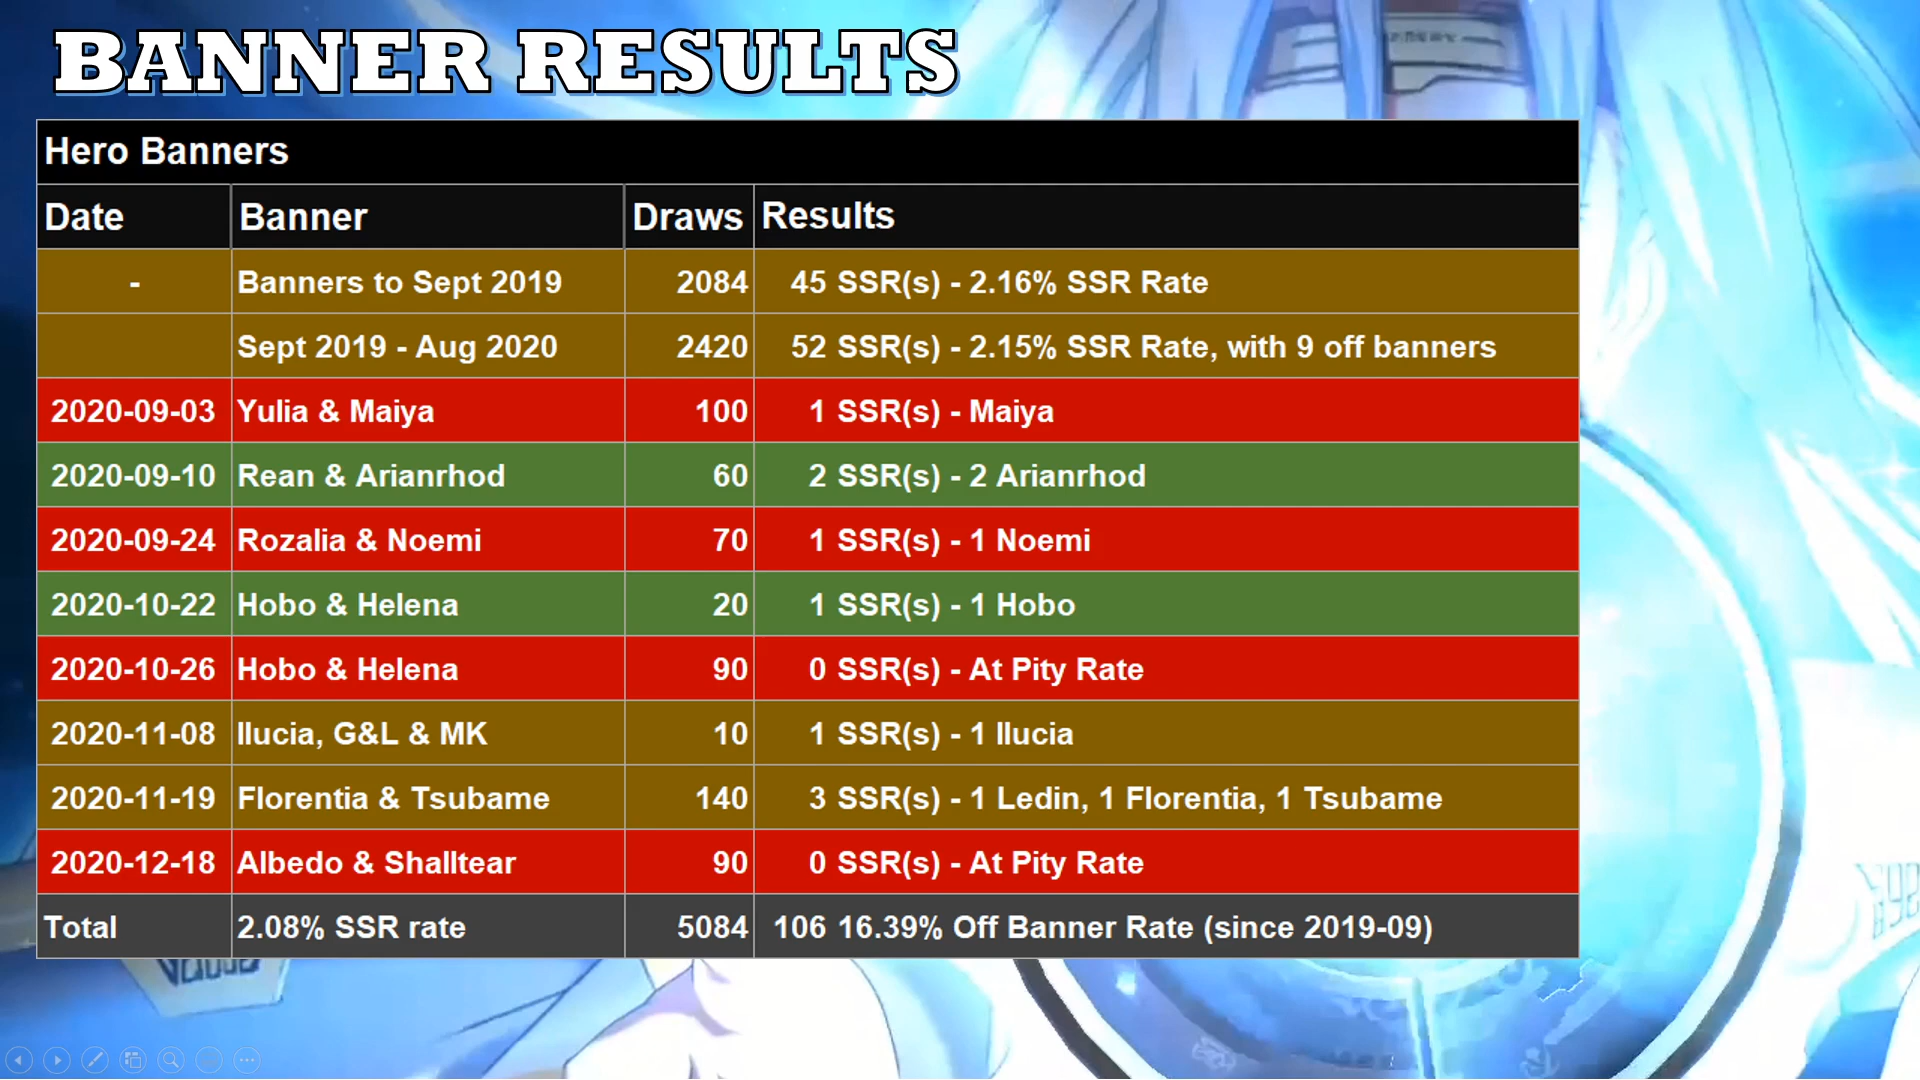 BANNER RESULTS
Hero Banners
Date Banner Draws Results
- Banners to Sept 2019 2084 45 SSR(s) - 2.16% SSR Rate
Sept 2019 - Aug 2020 2420 52 SSR(s) - 2.15% SSR Rate, with 9 off banners
2020-09-03 Yulia & Maiya 100 1 SSR(s) - Maiya
2020-09-10 Rean & Arianrhod 60 2 SSR(s) - 2 Arianrhod
2020-09-24 Rozalia & Noemi 70 1 SSR(s) - 1 Noemi
2020-10-22 Hobo & Helena 20 1 SSR(s) - 1 Hobo
2020-10-26 Hobo & Helena 90 0 SSR(s) - At Pity Rate
2020-11-08 Ilucia, G&L & MK 10 1 SSR(s) - 1 Ilucia
2020-11-19 Florentia & Tsubame 140 3 SSR(s) - 1 Ledin, 1 Florentia, 1 Tsubame
2020-12-18 Albedo & Shalltear 90 0 SSR(s) - At Pity Rate
Total 2.08% SSR rate 5084 106 16.39% Off Banner Rate (since 2019-09)